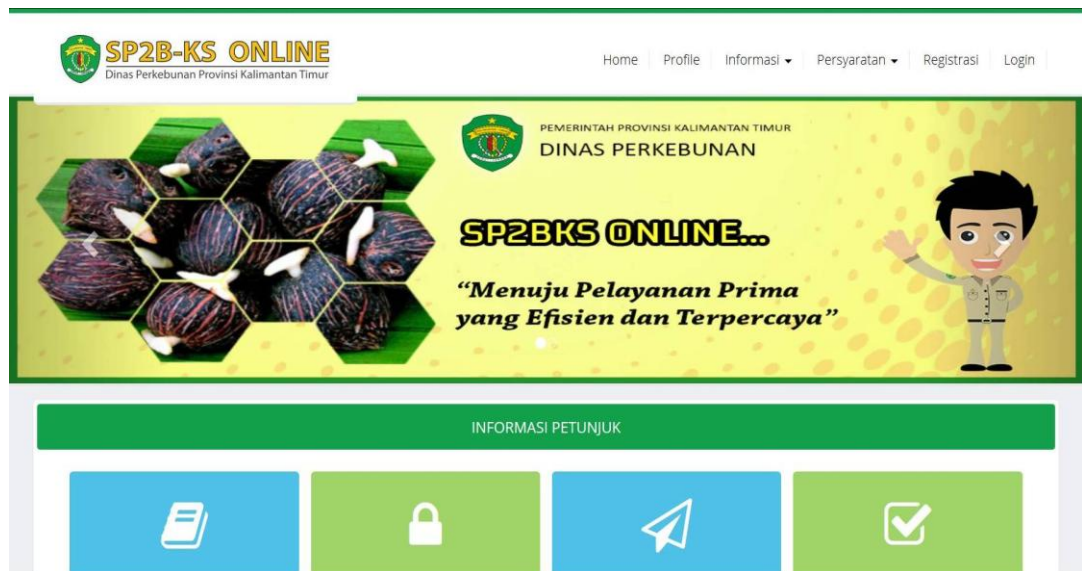 SP2B-KS ONLINE
Dinas Perkebunan Provinsi Kalimantan Timur
Home Profile Informasi Persyaratan Registrasi Login
PEMERINTAH PROVINSI KALIMANTAN TIMUR
DINAS PERKEBUNAN
SP2BKS ONLINE...
“Menuju Pelayanan Prima
yang Efisien dan Terpercaya”
INFORMASI PETUNJUK